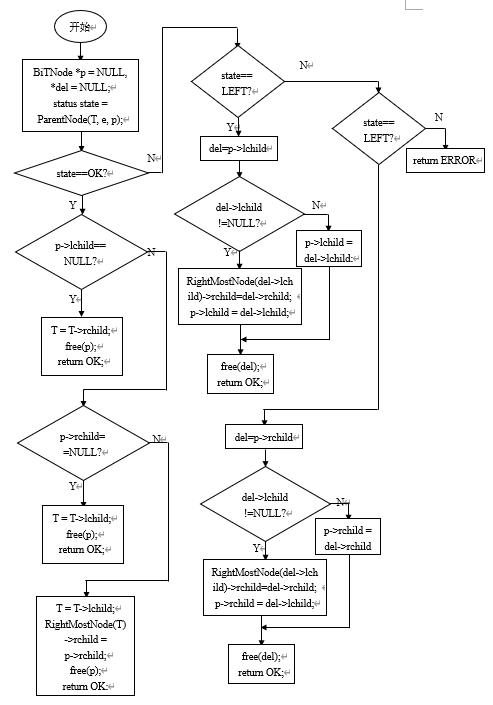 开始
BiTNode *p = NULL,
*del = NULL;
status state =
ParentNode(T, e, p);
state==OK?
N
Y
p->lchild==
NULL?
N
Y
T = T->rchild;
free(p);
return OK;
p->rchild=
=NULL?
N
Y
T = T->lchild;
free(p);
return OK;
T = T->lchild;
RightMostNode(T)
->rchild =
p->rchild;
free(p);
return OK;
state==
LEFT?
N
Y
del=p->lchild
del->lchild
!=NULL?
N
Y
p->lchild =
del->lchild;
RightMostNode(del->lch
ild)->rchild=del->rchild;
p->lchild = del->lchild;
free(del);
return OK;
state==
LEFT?
N
return ERROR
del=p->rchild
del->lchild
!=NULL?
N
Y
p->rchild =
del->rchild
RightMostNode(del->lch
ild)->rchild=del->rchild;
p->rchild = del->lchild;
free(del);
return OK;